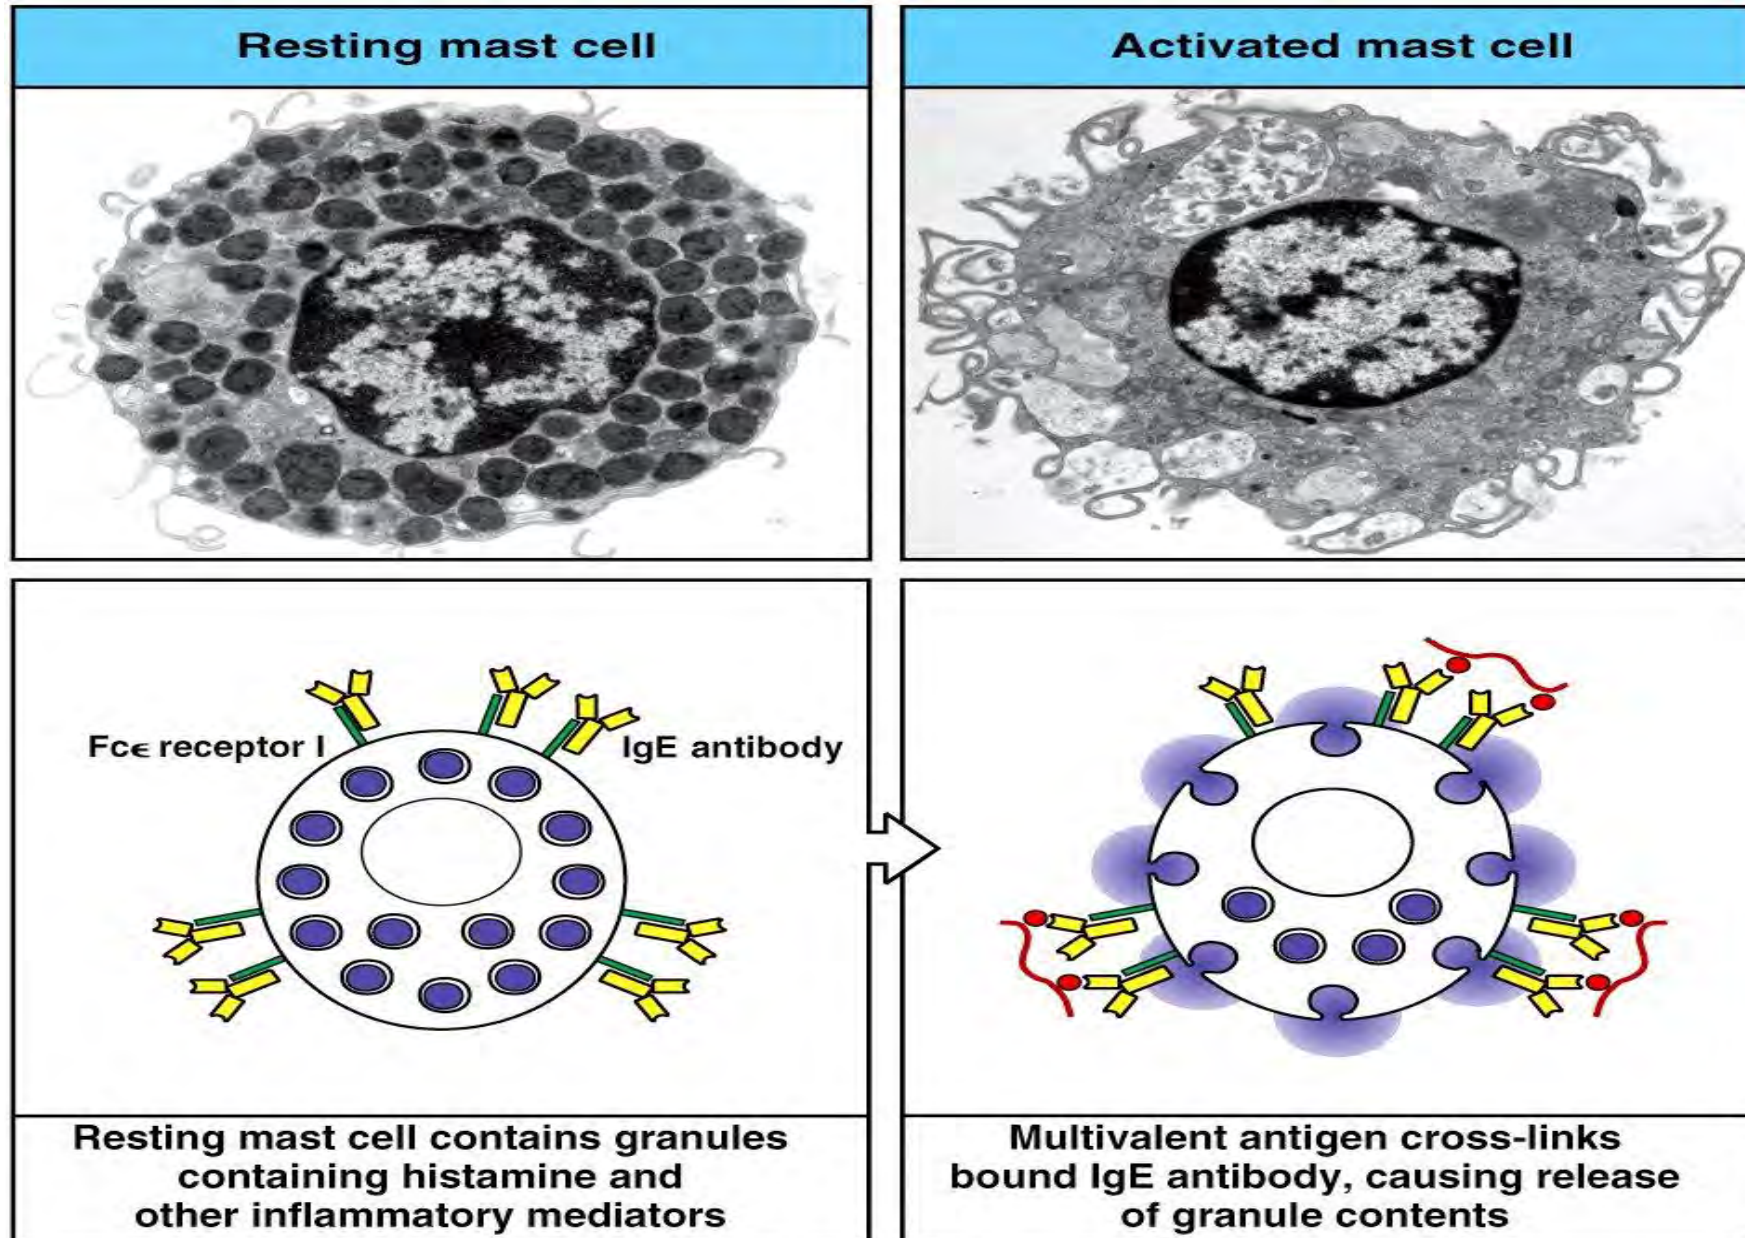 Resting mast cell
Activated mast cell
Fcϵ receptor I
IgE antibody
Resting mast cell contains granules
containing histamine and
other inflammatory mediators
Multivalent antigen cross-links
bound IgE antibody, causing release
of granule contents